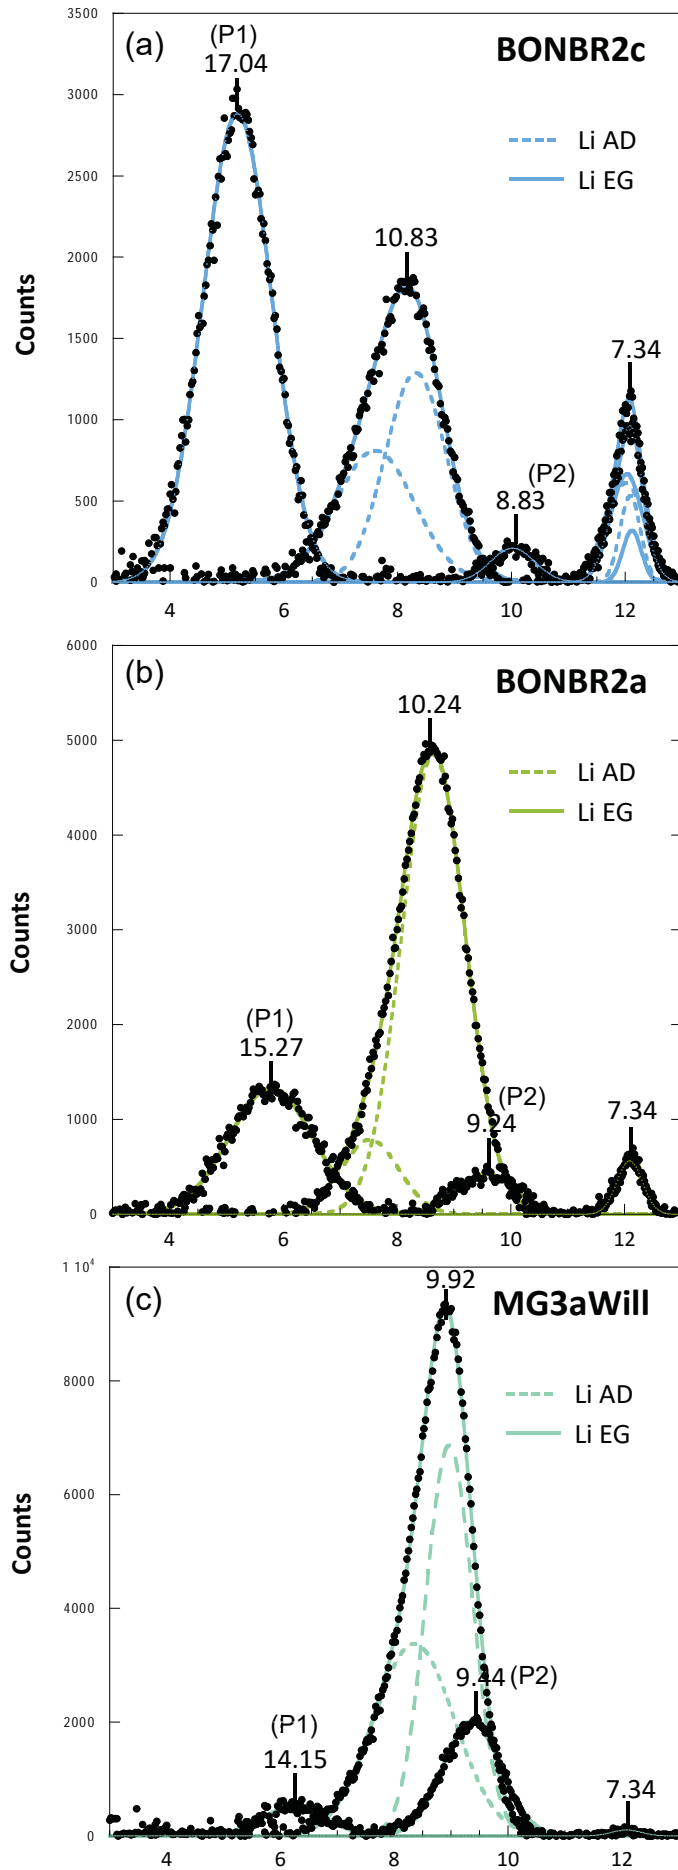 (a)
(P1)
17.04
BONBR2c
3500
3000
2500
2000
1500
1000
500
0
Counts
Li AD
Li EG
10.83
7.34
(P2)
8.83
4 6 8 10 12
(b)
BONBR2a
10.24
6000
5000
4000
3000
2000
1000
0
Counts
Li AD
Li EG
(P1)
15.27
(P2)
9.24
7.34
4 6 8 10 12
(c)
9.92
MG3aWill
1 10⁴
8000
6000
4000
2000
0
Counts
Li AD
Li EG
9.44 (P2)
(P1)
14.15
7.34
4 6 8 10 12